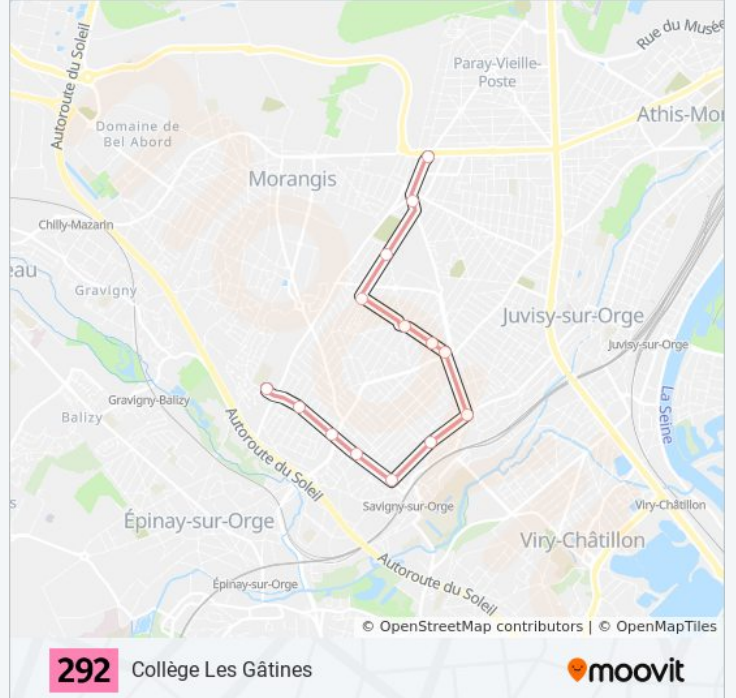 Rue du Musée
Autoroute du Soleil
Paray-Vieille-
Poste
Athis-Mo
Domaine de
Bel Abord
Morangis
Chilly-Mazarin
eau
Gravigny
Juvisy-sur-Orge
Juvisy-sur-Orge
La Seine
Gravigny-Balizy
Balizy
Autoroute du Soleil
s
Savigny-sur-Orge
Viry-Châtillon
Épinay-sur-Orge
Viry-Châtillon
Épinay-sur-Orge
Autoroute du Soleil
© OpenStreetMap contributors | © OpenMapTiles
292 Collège Les Gâtines moovit